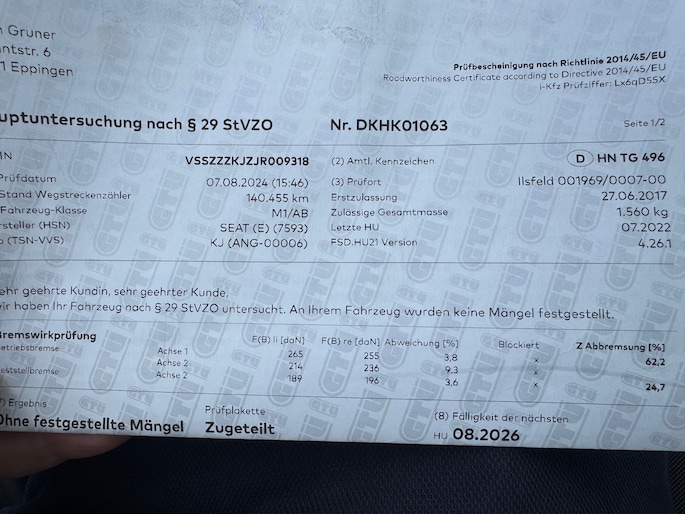 Gruner
ntstr. 6
1 Eppingen
Prüfbescheinigung nach Richtlinie 2014/45/EU
Roadworthiness Certificate according to Directive 2014/45/EU
i-Kfz Prüfziffer: Lx6qD55X
uptuntersuchung nach § 29 StVZO Nr. DKHK01063 Seite 1/2
IN VSSZZZKJZJR009318 (2) Amtl. Kennzeichen D HN TG 496
Prüfdatum 07.08.2024 (15:46) (3) Prüfort Ilsfeld 001969/0007-00
Stand Wegstreckenzähler 140.455 km Erstzulassung 27.06.2017
Fahrzeug-Klasse M1/AB Zulässige Gesamtmasse 1.560 kg
rsteller (HSN) SEAT (E) (7593) Letzte HU 07.2022
(TSN-VVS) KJ (ANG-00006) FSD.HU21 Version 4.26.1
ehr geehrte Kundin, sehr geehrter Kunde,
ir haben Ihr Fahrzeug nach § 29 StVZO untersucht. An Ihrem Fahrzeug wurden keine Mängel festgestellt.
Bremswirkprüfung F(B) li [daN] F(B) re [daN] Abweichung [%] Blockiert Z Abbremsung [%]
etriebsbremse Achse 1 265 255 3,8 x 62,2
Achse 2 214 236 9,3 x
eststellbremse Achse 2 189 196 3,6 x 24,7
7) Ergebnis Prüfplakette (8) Fälligkeit der nächsten
Ohne festgestellte Mängel Zugeteilt HU 08.2026